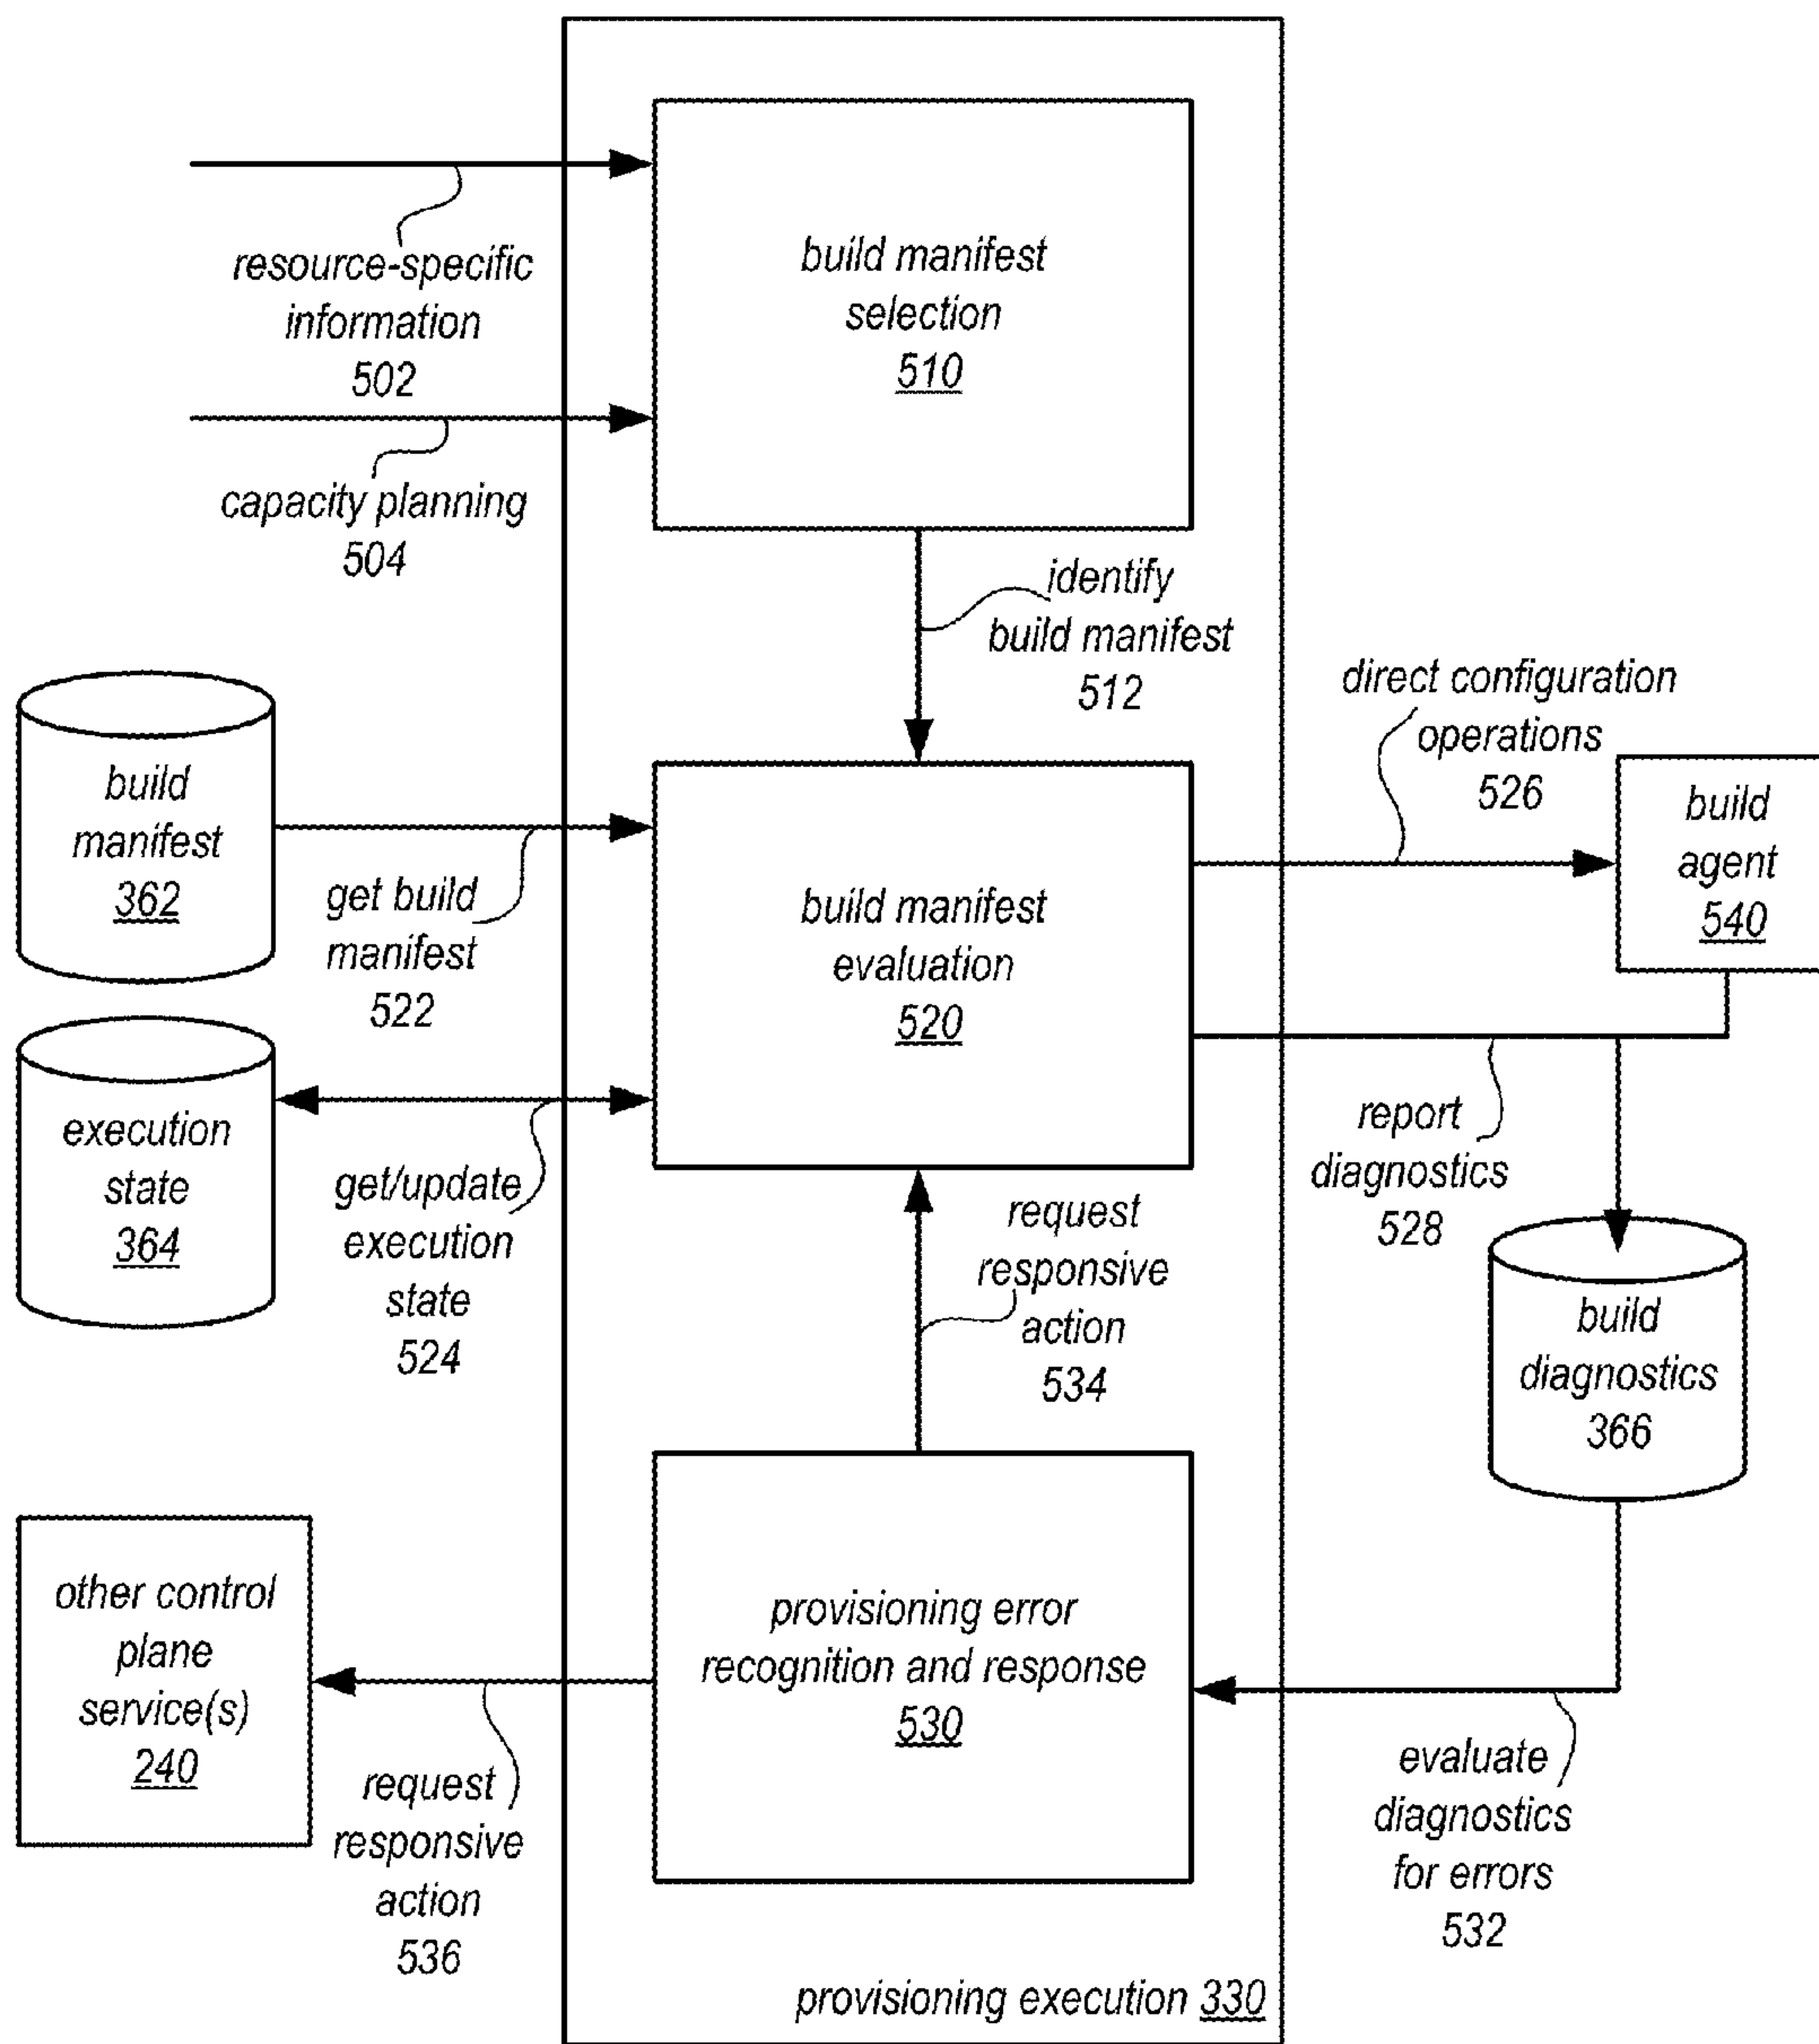 build manifest
selection
510
resource-specific
information
502
capacity planning
504
identify
build manifest
512
direct configuration
operations
526
build
manifest
362
get build
manifest
522
build manifest
evaluation
520
build
agent
540
execution
state
364
get/update
execution
state
524
report
diagnostics
528
request
responsive
action
534
build
diagnostics
366
other control
plane
service(s)
240
request
responsive
action
536
provisioning error
recognition and response
530
evaluate
diagnostics
for errors
532
provisioning execution 330